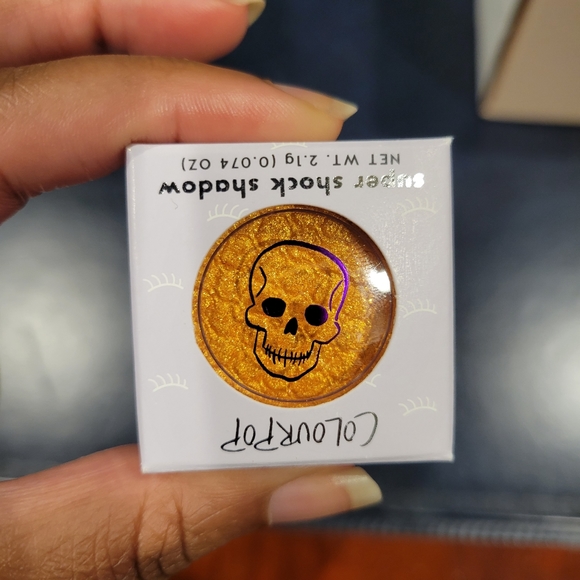 COLOURPOP
super shock shadow
NET WT. 2.1g (0.074 OZ)